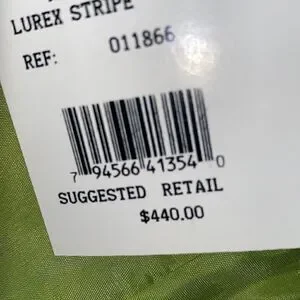 LUREX STRIPE
REF: 011866
7 94566 41354 0
SUGGESTED RETAIL
$440.00